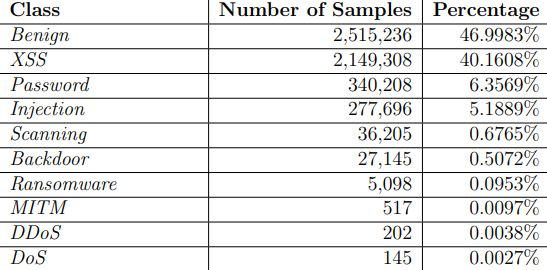 Class Number of Samples Percentage
Benign 2,515,236 46.9983%
XSS 2,149,308 40.1608%
Password 340,208 6.3569%
Injection 277,696 5.1889%
Scanning 36,205 0.6765%
Backdoor 27,145 0.5072%
Ransomware 5,098 0.0953%
MITM 517 0.0097%
DDoS 202 0.0038%
DoS 145 0.0027%